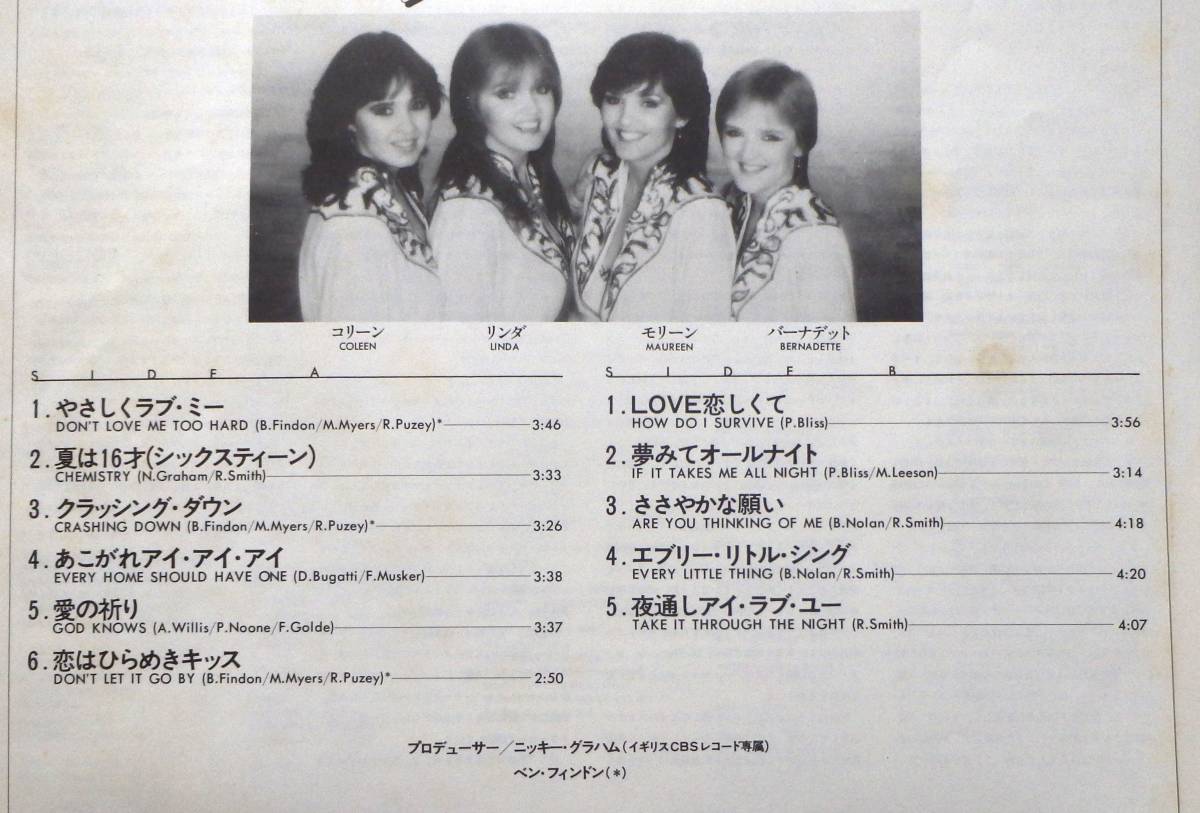 コリーン リンダ モリーン バーナデット
COLEEN LINDA MAUREEN BERNADETTE
SIDE A
1.やさしくラブ・ミー
DON'T LOVE ME TOO HARD (B.Findon/M.Myers/R.Puzey)* 3:46
2.夏は16才(シックスティーン)
CHEMISTRY (N.Graham/R.Smith) 3:33
3.クラッシング・ダウン
CRASHING DOWN (B.Findon/M.Myers/R.Puzey)* 3:26
4.あこがれアイ・アイ・アイ
EVERY HOME SHOULD HAVE ONE (D.Bugatti/F.Musker) 3:38
5.愛の祈り
GOD KNOWS (A.Willis/P.Noone/F.Golde) 3:37
6.恋はひらめきキッス
DON'T LET IT GO BY (B.Findon/M.Myers/R.Puzey)* 2:50
SIDE B
1.LOVE恋しくて
HOW DO I SURVIVE (P.Bliss) 3:56
2.夢みてオールナイト
IF IT TAKES ME ALL NIGHT (P.Bliss/M.Leeson) 3:14
3.ささやかな願い
ARE YOU THINKING OF ME (B.Nolan/R.Smith) 4:18
4.エブリー・リトル・シング
EVERY LITTLE THING (B.Nolan/R.Smith) 4:20
5.夜通しアイ・ラブ・ユー
TAKE IT THROUGH THE NIGHT (R.Smith) 4:07
プロデューサー/ニッキー・グラハム(イギリスCBSレコード専属)
ベン・フィンドン(*)